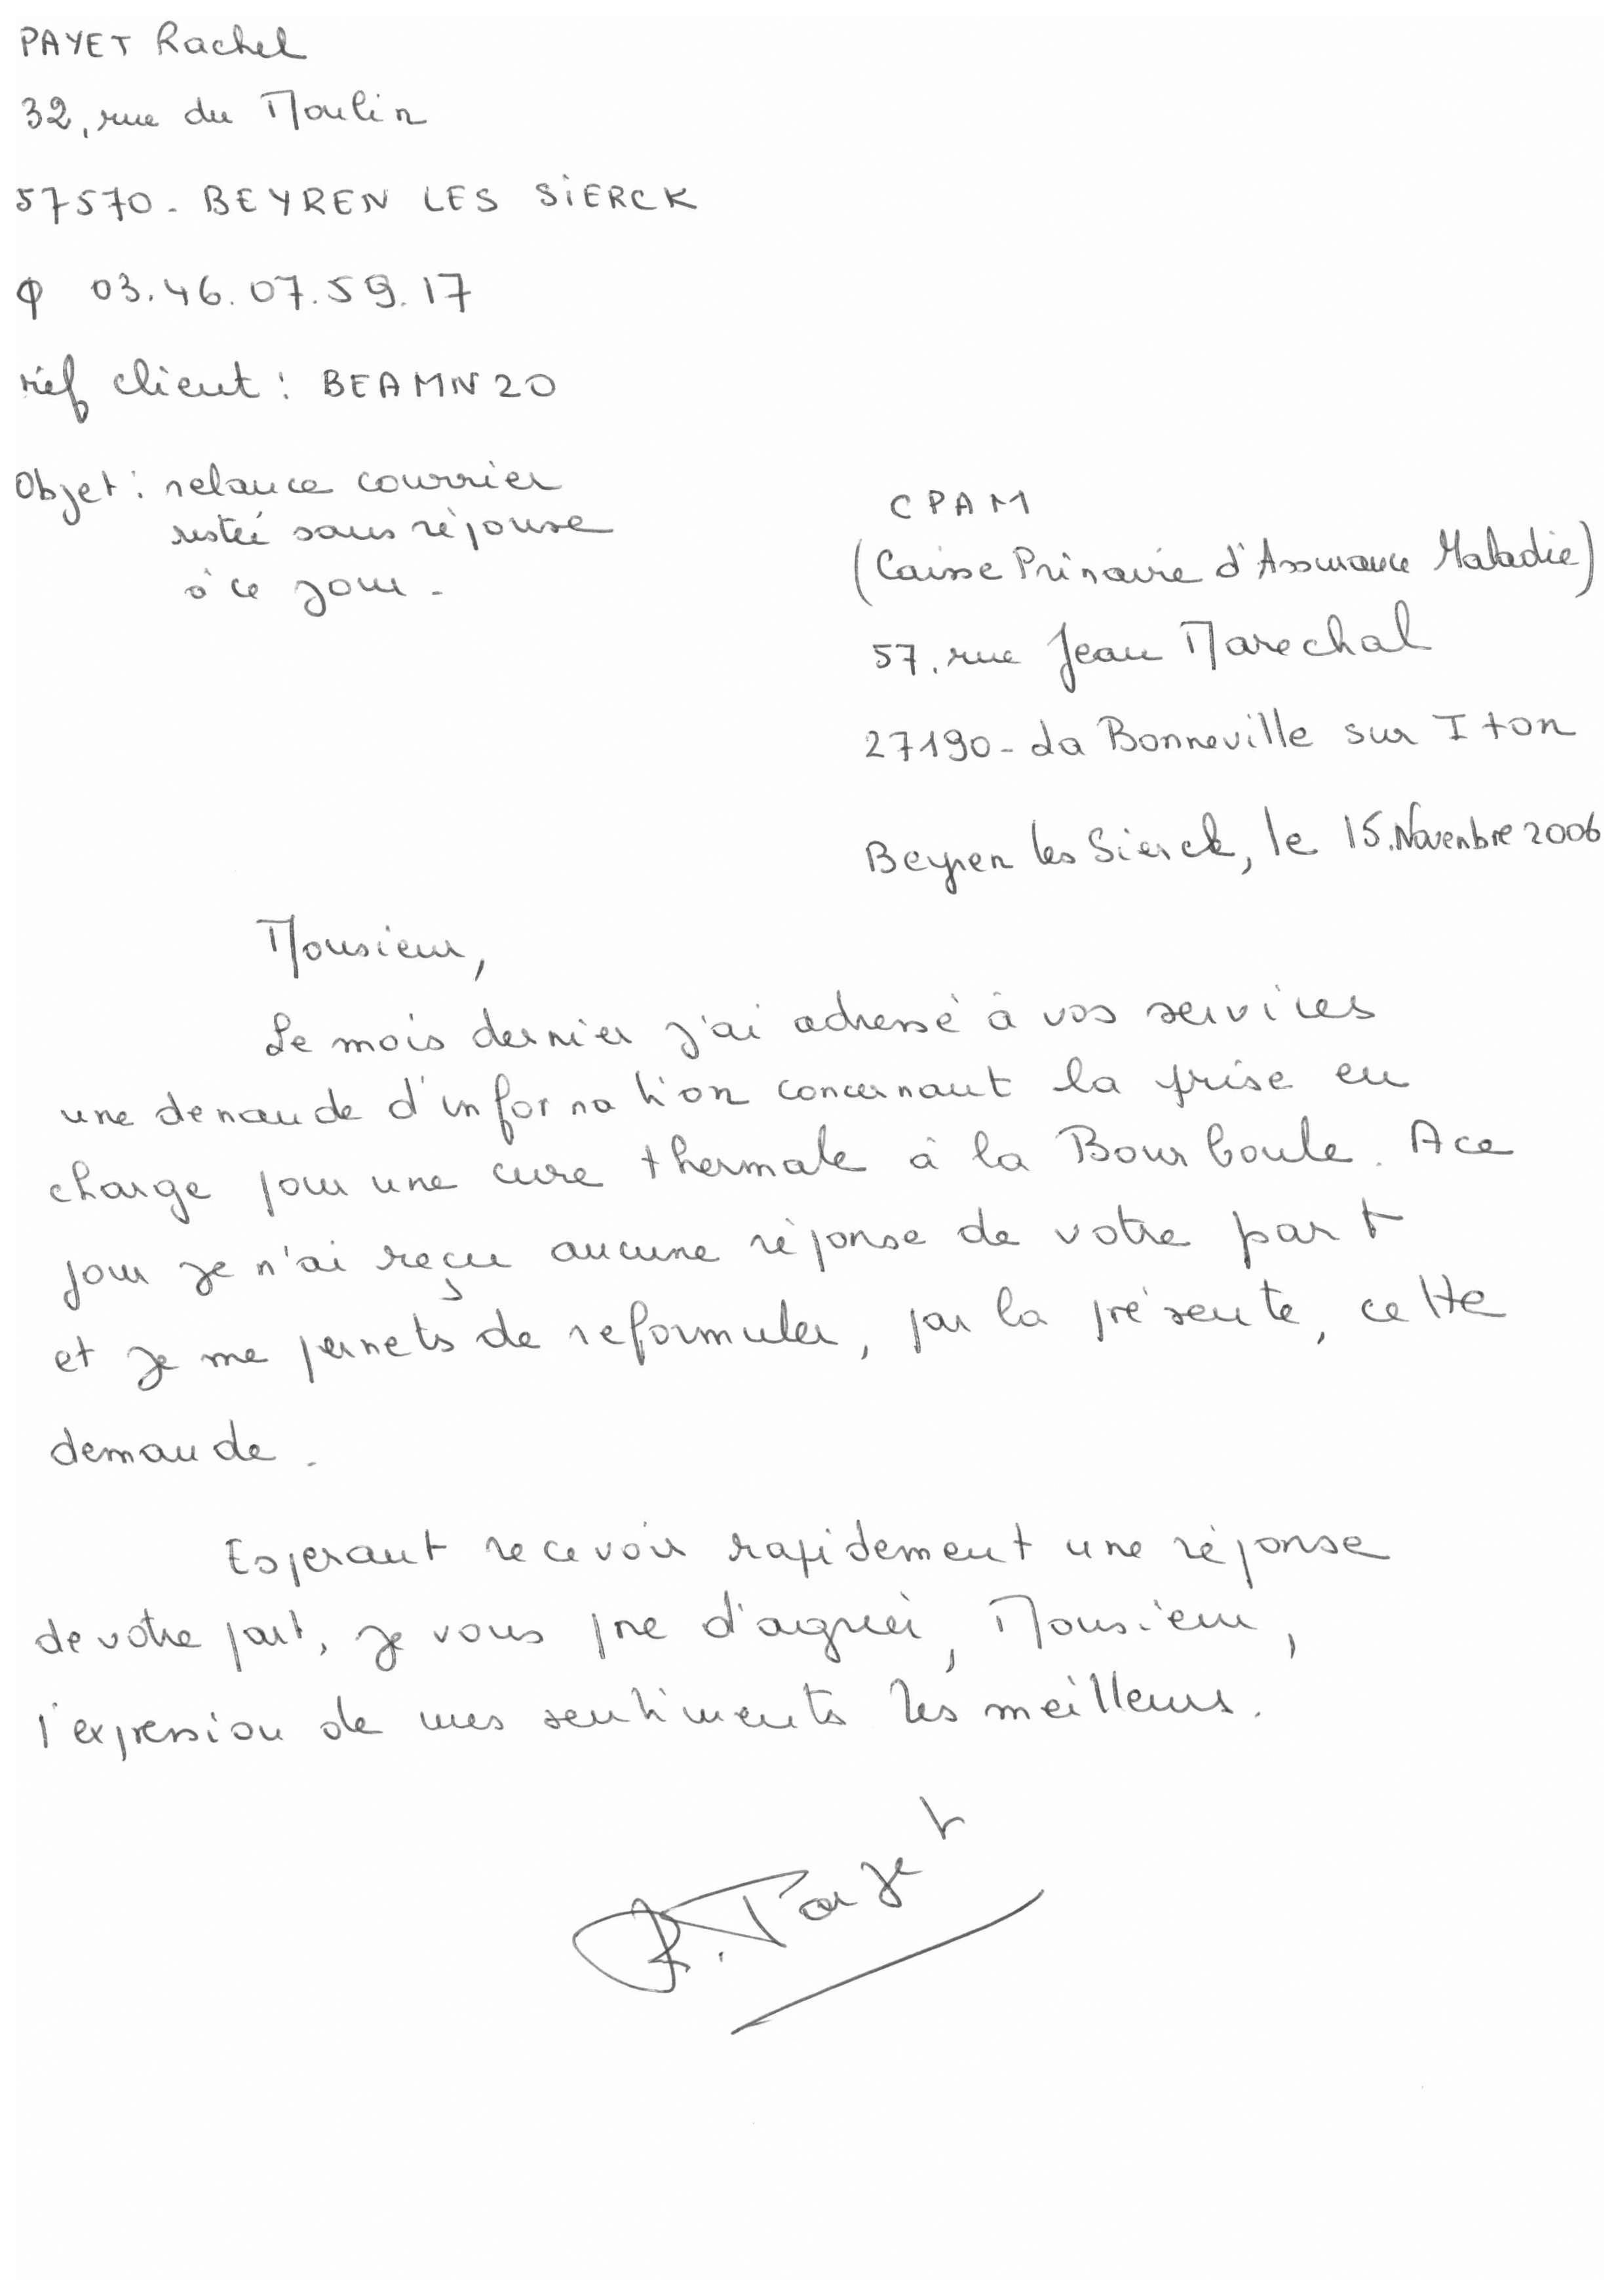 PAYET Rachel
32, rue du Moulin
57570 - BEYREN LES SIERCK
φ 03.46.07.59.17
réf client : BEAMN20
Objet : relance courrier
restée sans réponse
à ce jour.
CPAM
(Caisse Primaire d'Assurance Maladie)
57, rue Jean Marechal
27190 - La Bonneville sur Iton
Beyren les Sierck, le 15 Novembre 2006
Monsieur,
Le mois dernier j'ai adressé à vos services
une demande d'information concernant la prise en
charge pour une cure thermale à la Bourboule. A ce
jour je n'ai reçu aucune réponse de votre part
et je me permets de reformuler, par la présente, cette
demande.
Esperant recevoir rapidement une réponse
de votre part, je vous prie d'agréer, Monsieur,
l'expression de mes sentiments les meilleurs.
R. Payet